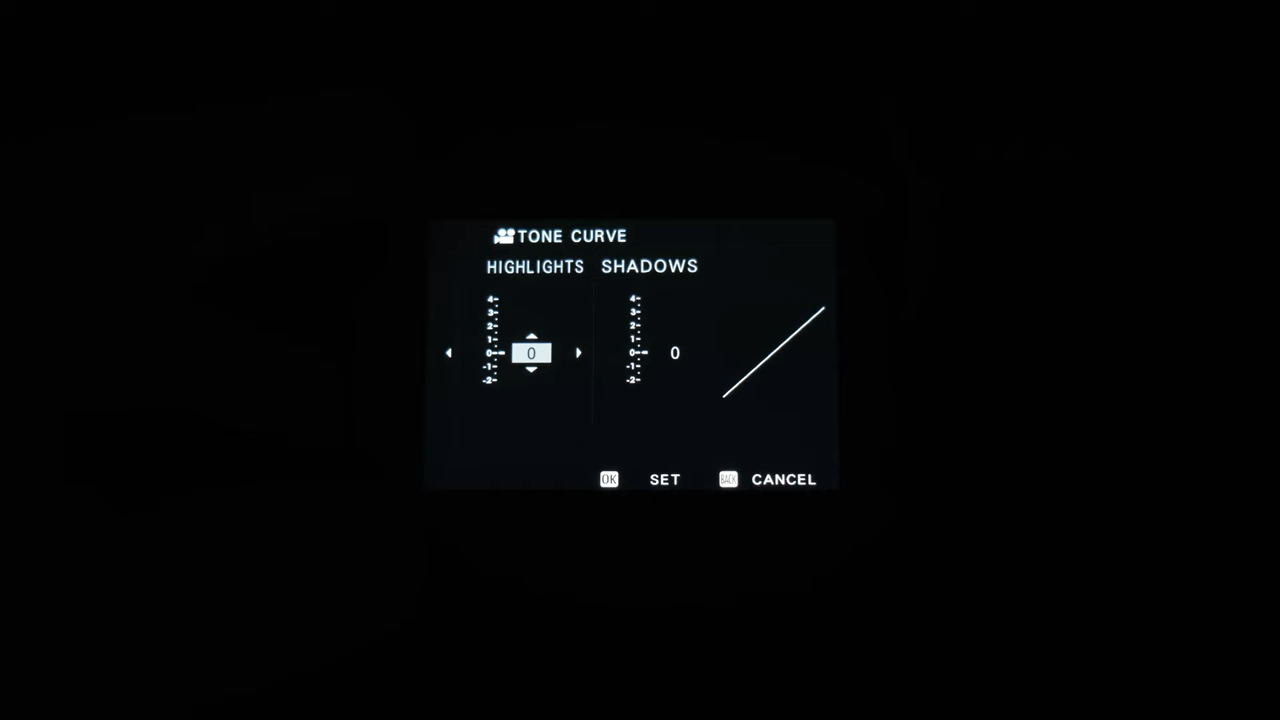 TONE CURVE
HIGHLIGHTS SHADOWS
4 4
3 3
2 2
1 1
0 0 0 0
-1 -1
-2 -2
OK SET BACK CANCEL